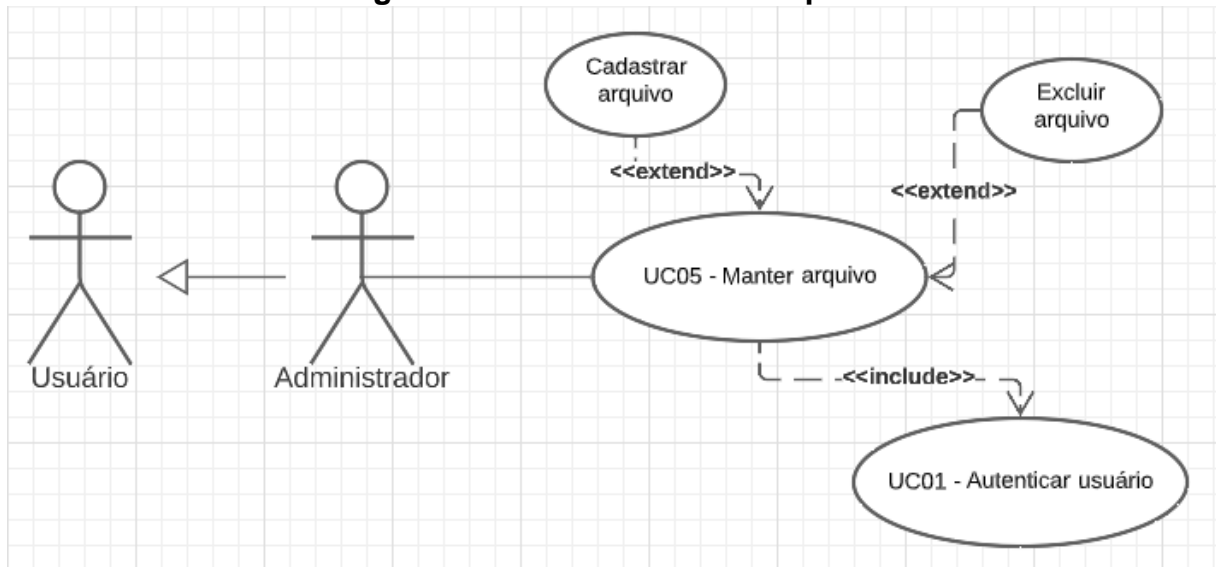 Cadastrar
arquivo
Excluir
arquivo
<<extend>>
<<extend>>
UC05 - Manter arquivo
Usuário
Administrador
<<include>>
UC01 - Autenticar usuário